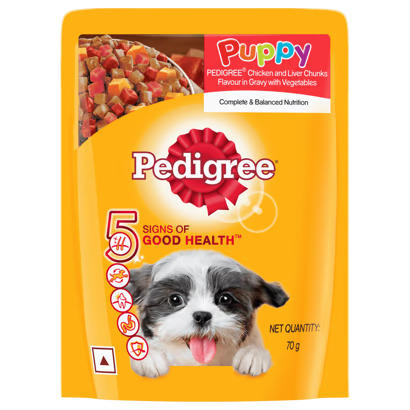 Puppy
PEDIGREE® Chicken and Liver Chunks
Flavour in Gravy with Vegetables
Complete & Balanced Nutrition
Pedigree®
5 SIGNS OF
GOOD HEALTH™
NET QUANTITY:
70 g